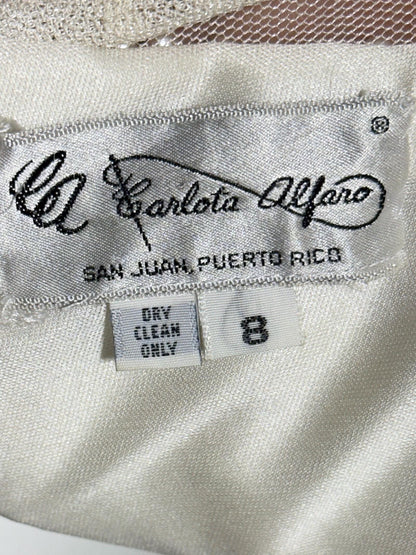 ®
CA Carlota Alfaro
SAN JUAN, PUERTO RICO
DRY
CLEAN
ONLY
8